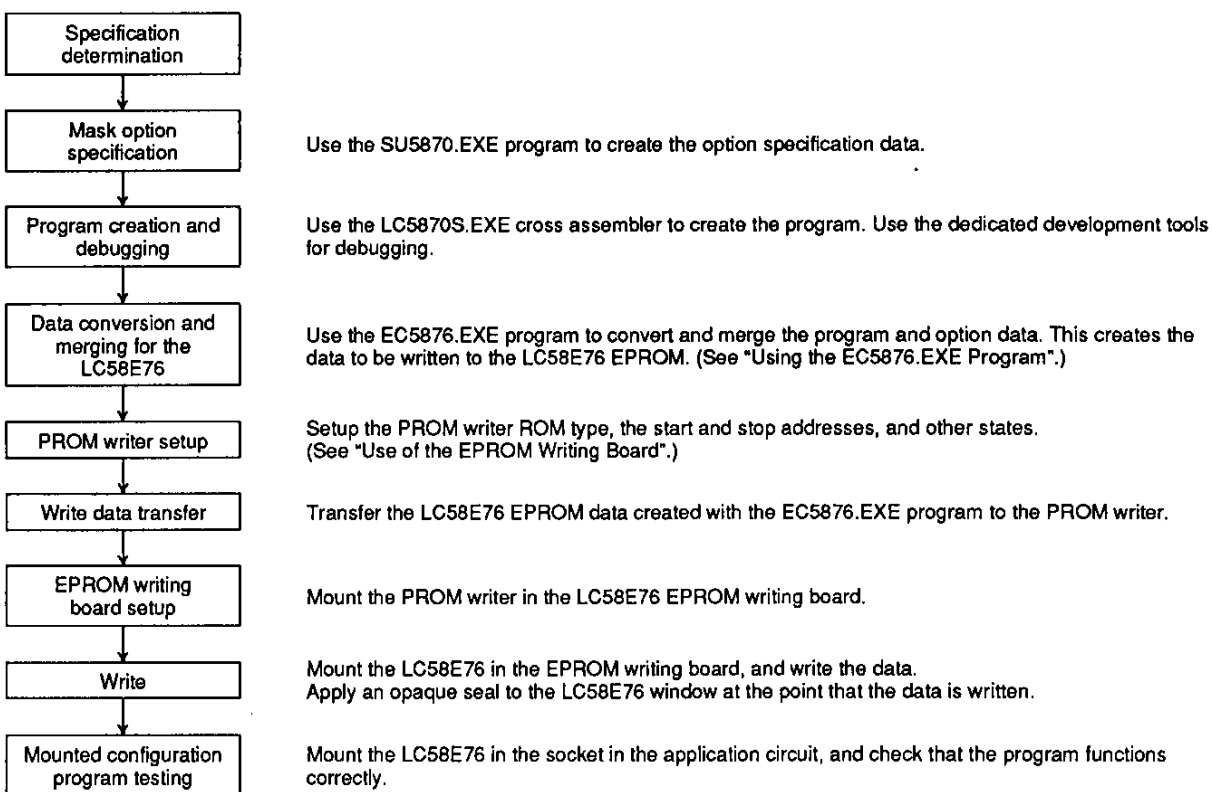 Specification
determination
Mask option
specification
Use the SU5870.EXE program to create the option specification data.
Program creation and
debugging
Use the LC5870S.EXE cross assembler to create the program. Use the dedicated development tools
for debugging.
Data conversion and
merging for the
LC58E76
Use the EC5876.EXE program to convert and merge the program and option data. This creates the
data to be written to the LC58E76 EPROM. (See "Using the EC5876.EXE Program".)
PROM writer setup
Setup the PROM writer ROM type, the start and stop addresses, and other states.
(See "Use of the EPROM Writing Board".)
Write data transfer
Transfer the LC58E76 EPROM data created with the EC5876.EXE program to the PROM writer.
EPROM writing
board setup
Mount the PROM writer in the LC58E76 EPROM writing board.
Write
Mount the LC58E76 in the EPROM writing board, and write the data.
Apply an opaque seal to the LC58E76 window at the point that the data is written.
Mounted configuration
program testing
Mount the LC58E76 in the socket in the application circuit, and check that the program functions
correctly.